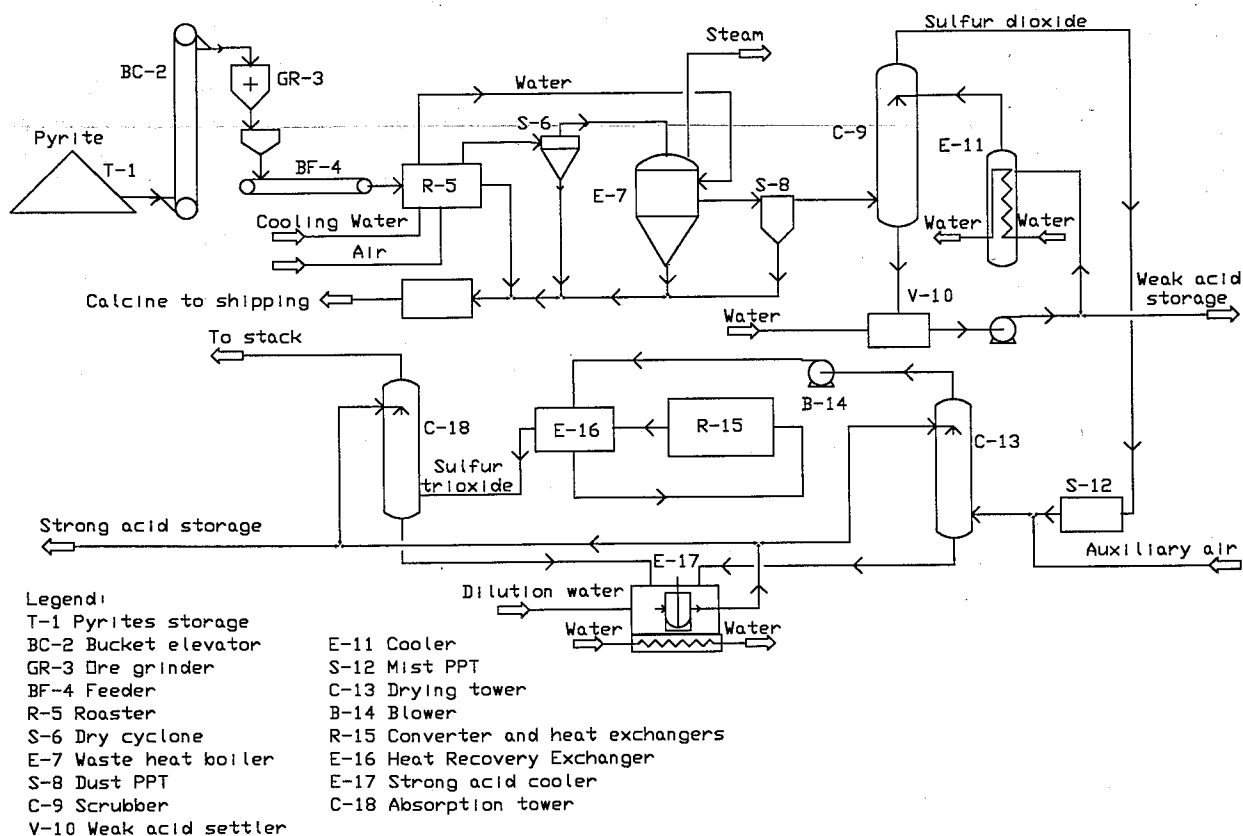 Sulfur dioxide
Steam
BC-2
GR-3
Water
S-6
C-9
E-11
Pyrite
T-1
BF-4
R-5
E-7
S-8
Cooling Water
Water
Water
Air
Calcine to shipping
V-10
Weak acid
storage
Water
To stack
B-14
C-18
E-16
R-15
C-13
Sulfur
trioxide
S-12
Strong acid storage
Auxiliary air
E-17
Dilution water
Water
Water
Legend:
T-1 Pyrites storage
BC-2 Bucket elevator
GR-3 Ore grinder
BF-4 Feeder
R-5 Roaster
S-6 Dry cyclone
E-7 Waste heat boiler
S-8 Dust PPT
C-9 Scrubber
V-10 Weak acid settler
E-11 Cooler
S-12 Mist PPT
C-13 Drying tower
B-14 Blower
R-15 Converter and heat exchangers
E-16 Heat Recovery Exchanger
E-17 Strong acid cooler
C-18 Absorption tower